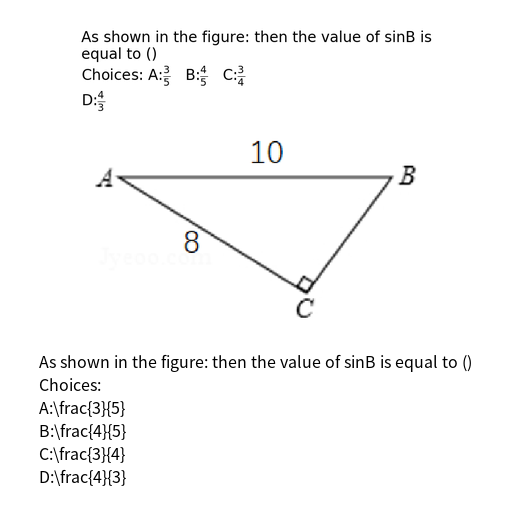 As shown in the figure: then the value of sinB is
equal to ()
Choices: A:\frac{3}{5} B:\frac{4}{5} C:\frac{3}{4}
D:\frac{4}{3}
10
A
B
8
C
As shown in the figure: then the value of sinB is equal to ()
Choices:
A:\frac{3}{5}
B:\frac{4}{5}
C:\frac{3}{4}
D:\frac{4}{3}